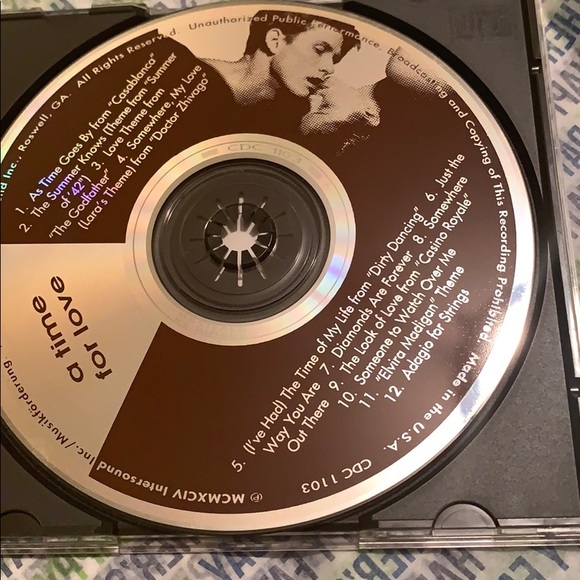 a time
for love
1. As Time Goes By from "Casablanca"
2. The Summer Knows (Theme from "Summer
of "42") 3. Love Theme from
"The Godfather" 4. Somewhere, My Love
(Lara's Theme) from "Doctor Zhivago"
5. (I've Had) The Time of My Life from "Dirty Dancing" 6. Just the
Way You Are 7. Diamonds Are Forever 8. Somewhere
Out There 9. The Look of Love from "Casino Royale"
10. Someone to Watch Over Me
11. "Elvira Madigan" Theme
12. Adagio for Strings
CDC 1103
CDC 1103
Ⓟ MCMXCIV Intersound Inc./Musikförderung,
Inc., Roswell, GA. All Rights Reserved. Unauthorized Public Performance, Broadcasting and Copying of This Recording Prohibited. Made in the U.S.A.